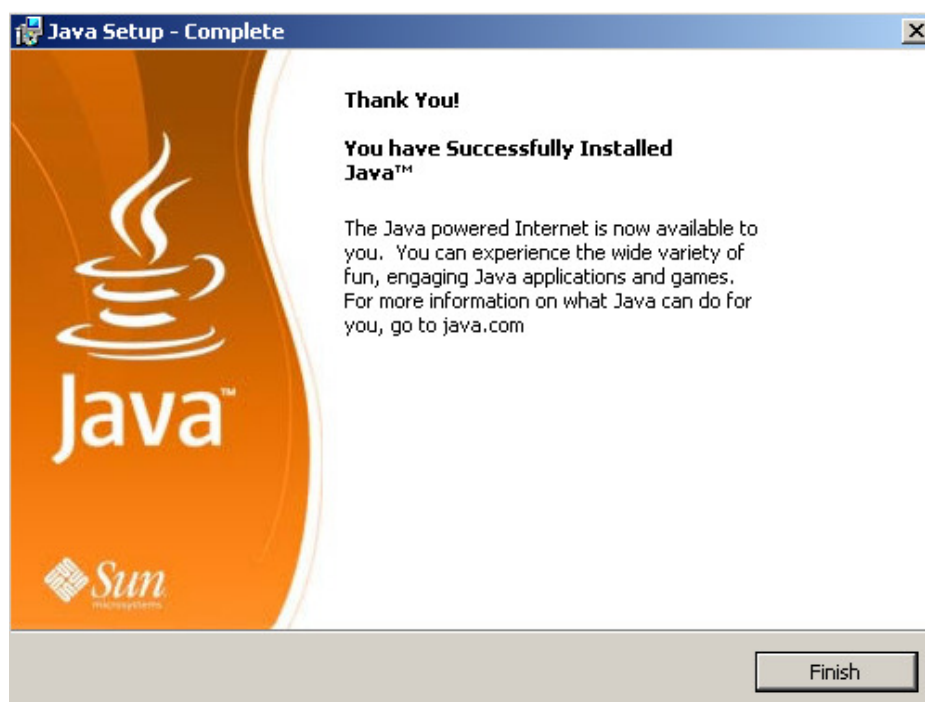 Java Setup - Complete
Thank You!
You have Successfully Installed
Java™
The Java powered Internet is now available to
you.  You can experience the wide variety of
fun, engaging Java applications and games.
For more information on what Java can do for
you, go to java.com
Java™
Sun
microsystems
Finish